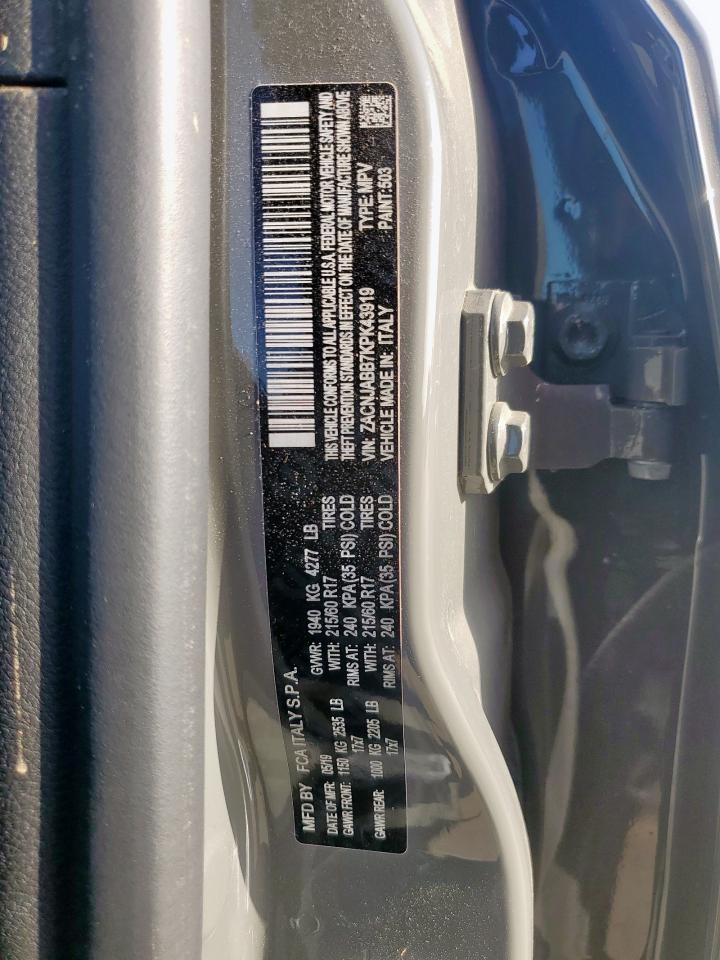 MFD BY FCA ITALY S.P.A.
DATE OF MFR: 05/19 GVWR: 1940 KG 4277 LB
GAWR FRONT: 1150 KG 2535 LB WITH: 215/60 R17 TIRES
17x7 RIMS AT: 240 KPA(35 PSI) COLD
GAWR REAR: 1000 KG 2205 LB WITH: 215/60 R17 TIRES
17x7 RIMS AT: 240 KPA(35 PSI) COLD
THIS VEHICLE CONFORMS TO ALL APPLICABLE U.S.A. FEDERAL MOTOR VEHICLE SAFETY AND
THEFT PREVENTION STANDARDS IN EFFECT ON THE DATE OF MANUFACTURE SHOWN ABOVE
VIN: ZACNJABB7KPK43919 TYPE: MPV
VEHICLE MADE IN: ITALY PAINT: 503